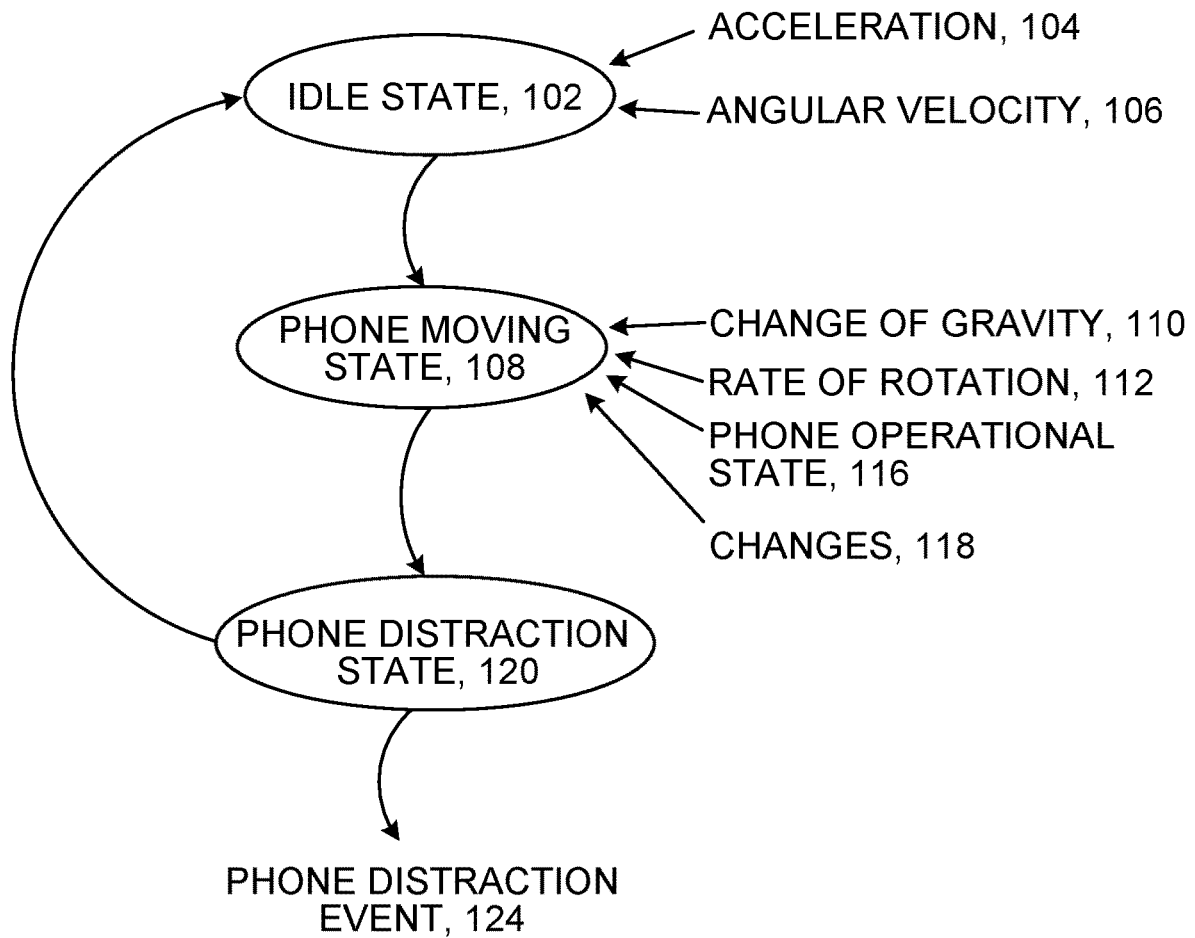 ACCELERATION, 104
IDLE STATE, 102
ANGULAR VELOCITY, 106
PHONE MOVING
STATE, 108
CHANGE OF GRAVITY, 110
RATE OF ROTATION, 112
PHONE OPERATIONAL
STATE, 116
CHANGES, 118
PHONE DISTRACTION
STATE, 120
PHONE DISTRACTION
EVENT, 124